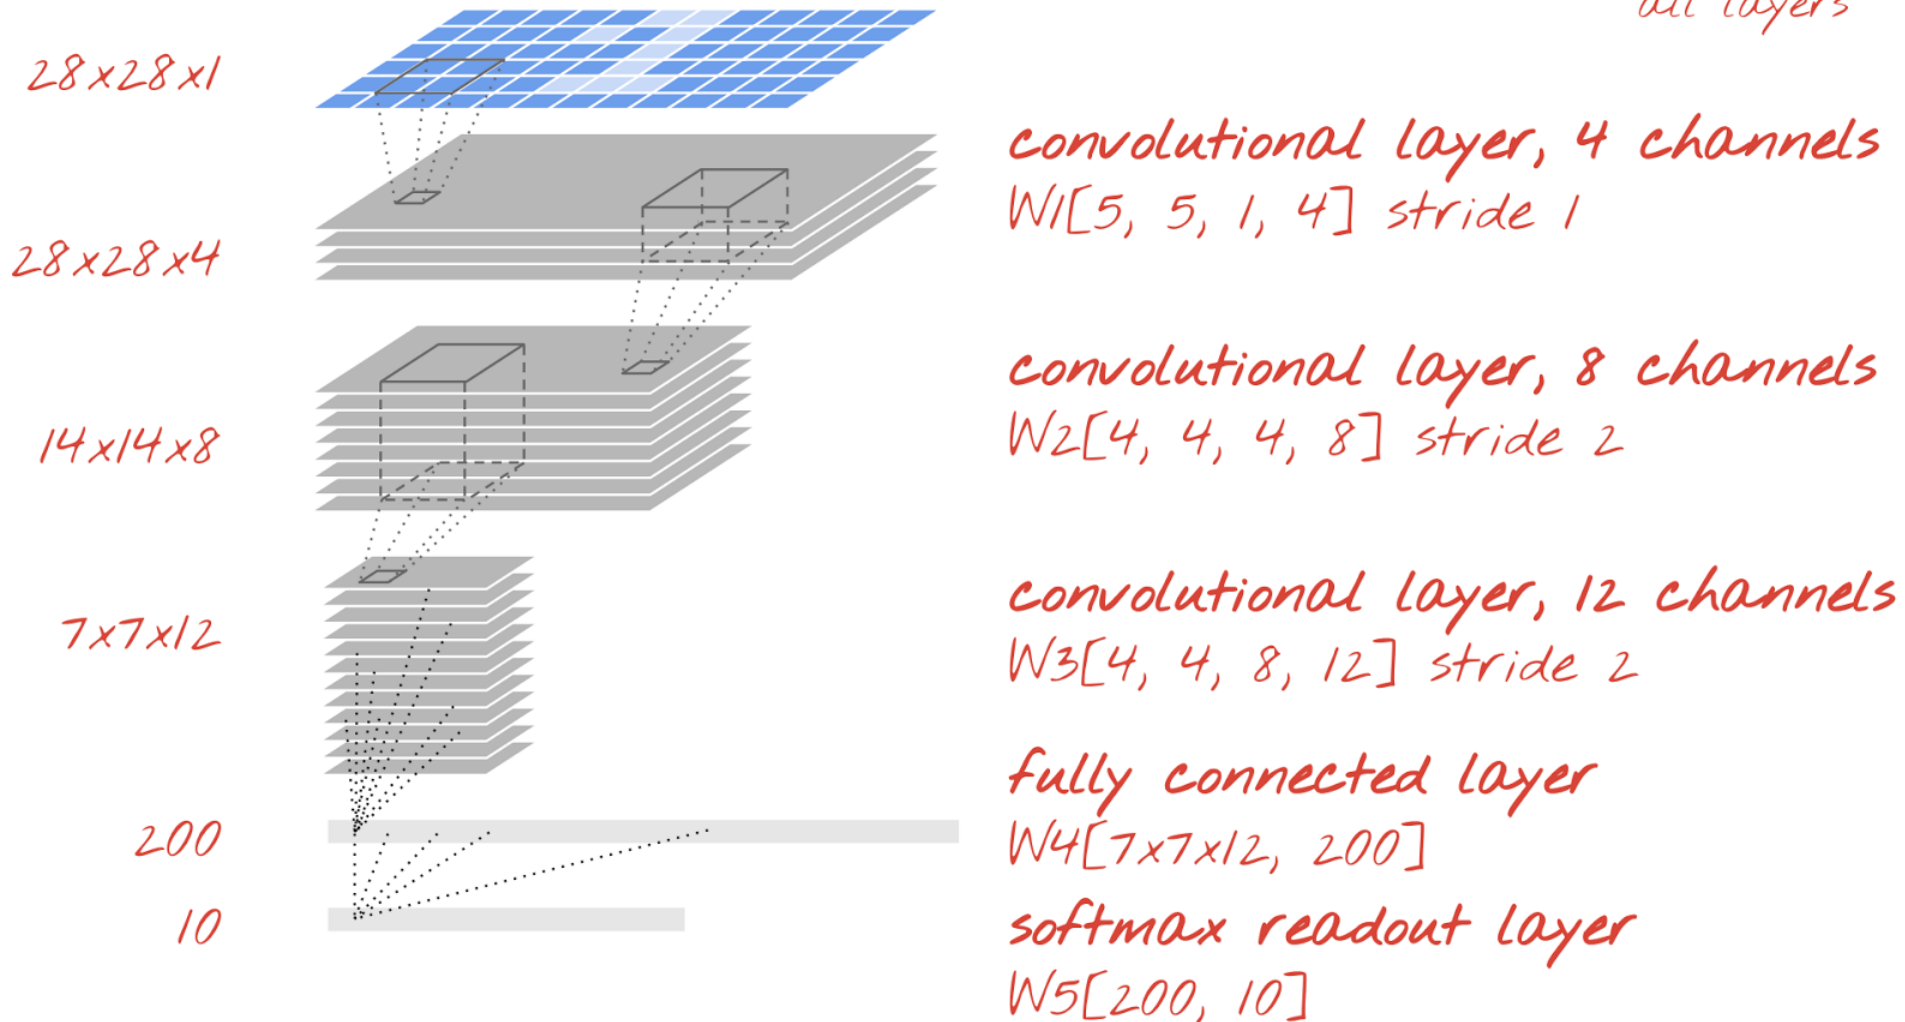 all layers
28x28x1
convolutional layer, 4 channels
W1[5, 5, 1, 4] stride 1
28x28x4
convolutional layer, 8 channels
W2[4, 4, 4, 8] stride 2
14x14x8
convolutional layer, 12 channels
W3[4, 4, 8, 12] stride 2
7x7x12
fully connected layer
W4[7x7x12, 200]
200
softmax readout layer
W5[200, 10]
10